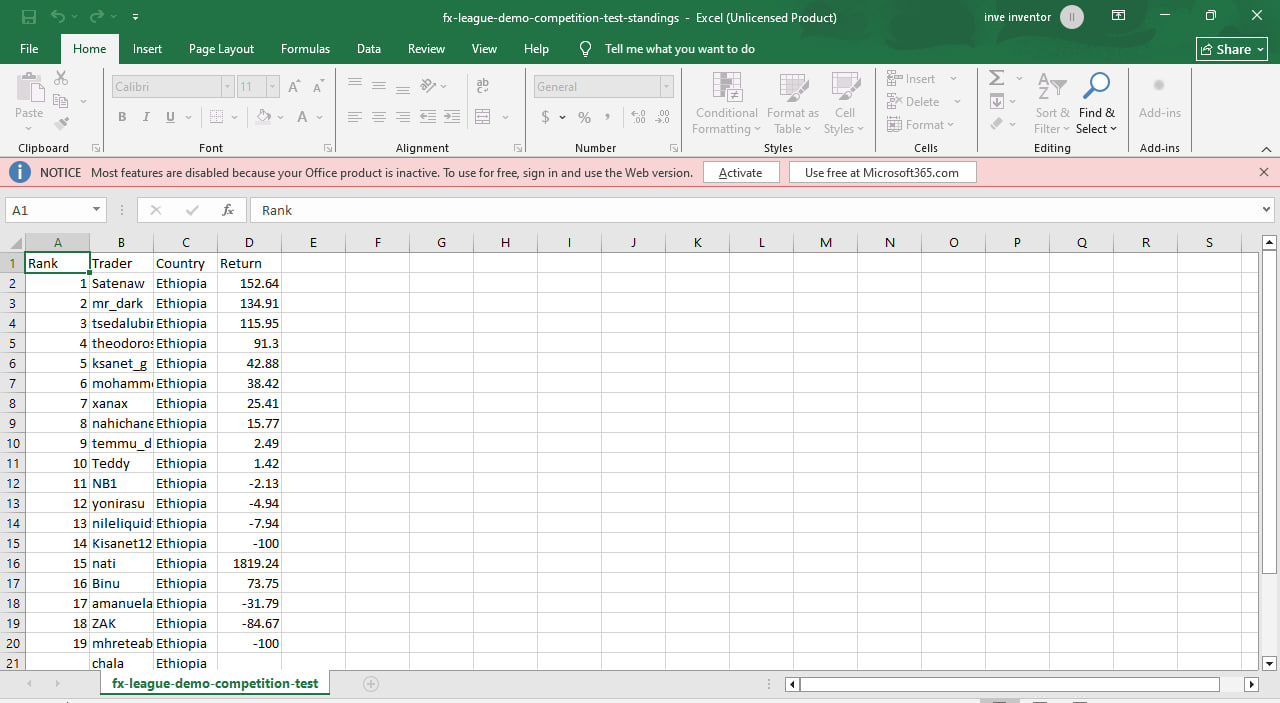 fx-league-demo-competition-test-standings - Excel (Unlicensed Product)
inve inventor
II
File Home Insert Page Layout Formulas Data Review View Help Tell me what you want to do
Share
Paste
Clipboard
Calibri 11
B I U
Font
ab
Alignment
General
$ % ,
Number
Conditional Formatting
Format as Table
Cell Styles
Styles
Insert
Delete
Format
Cells
Sort & Filter
Find & Select
Editing
Add-ins
Add-ins
NOTICE Most features are disabled because your Office product is inactive. To use for free, sign in and use the Web version.
Activate
Use free at Microsoft365.com
A1 fx Rank
A B C D E F G H I J K L M N O P Q R S
1 Rank Trader Country Return
2 1 Satenaw Ethiopia 152.64
3 2 mr_dark Ethiopia 134.91
4 3 tsedalubi Ethiopia 115.95
5 4 theodoros Ethiopia 91.3
6 5 ksanet_g Ethiopia 42.88
7 6 mohamm Ethiopia 38.42
8 7 xanax Ethiopia 25.41
9 8 nahichane Ethiopia 15.77
10 9 temmu_d Ethiopia 2.49
11 10 Teddy Ethiopia 1.42
12 11 NB1 Ethiopia -2.13
13 12 yonirasu Ethiopia -4.94
14 13 nileliquid Ethiopia -7.94
15 14 Kisanet12 Ethiopia -100
16 15 nati Ethiopia 1819.24
17 16 Binu Ethiopia 73.75
18 17 amanuela Ethiopia -31.79
19 18 ZAK Ethiopia -84.67
20 19 mhreteab Ethiopia -100
21 chala Ethiopia
fx-league-demo-competition-test